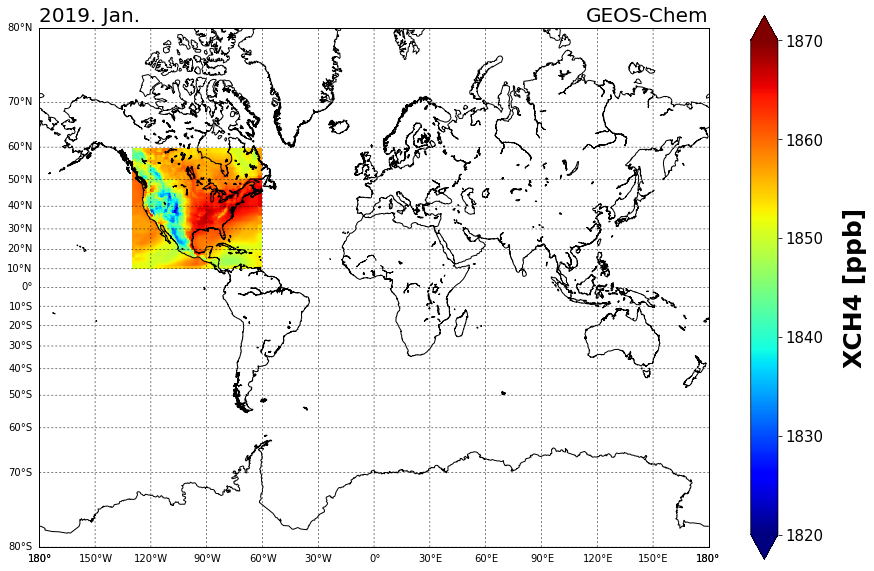 2019. Jan.
GEOS-Chem
80°N
70°N
60°N
50°N
40°N
30°N
20°N
10°N
0°
10°S
20°S
30°S
40°S
50°S
60°S
70°S
80°S
180° 150°W 120°W 90°W 60°W 30°W 0° 30°E 60°E 90°E 120°E 150°E 180°
1870
1860
1850
1840
1830
1820
XCH4 [ppb]